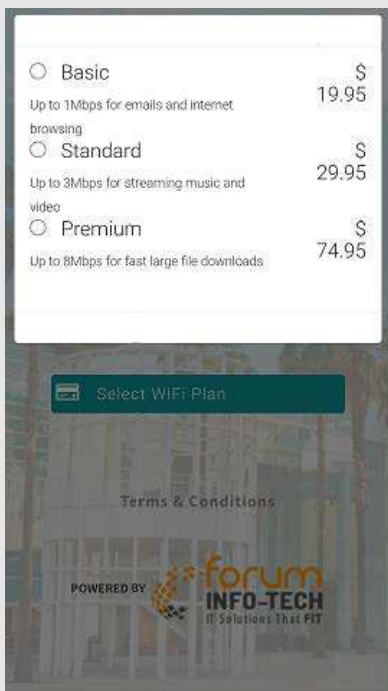 Basic
$
19.95
Up to 1Mbps for emails and internet
browsing
Standard
$
29.95
Up to 3Mbps for streaming music and
video
Premium
$
74.95
Up to 8Mbps for fast large file downloads
Select WiFi Plan
Terms & Conditions
POWERED BY
forum
INFO-TECH
IT Solutions That FIT